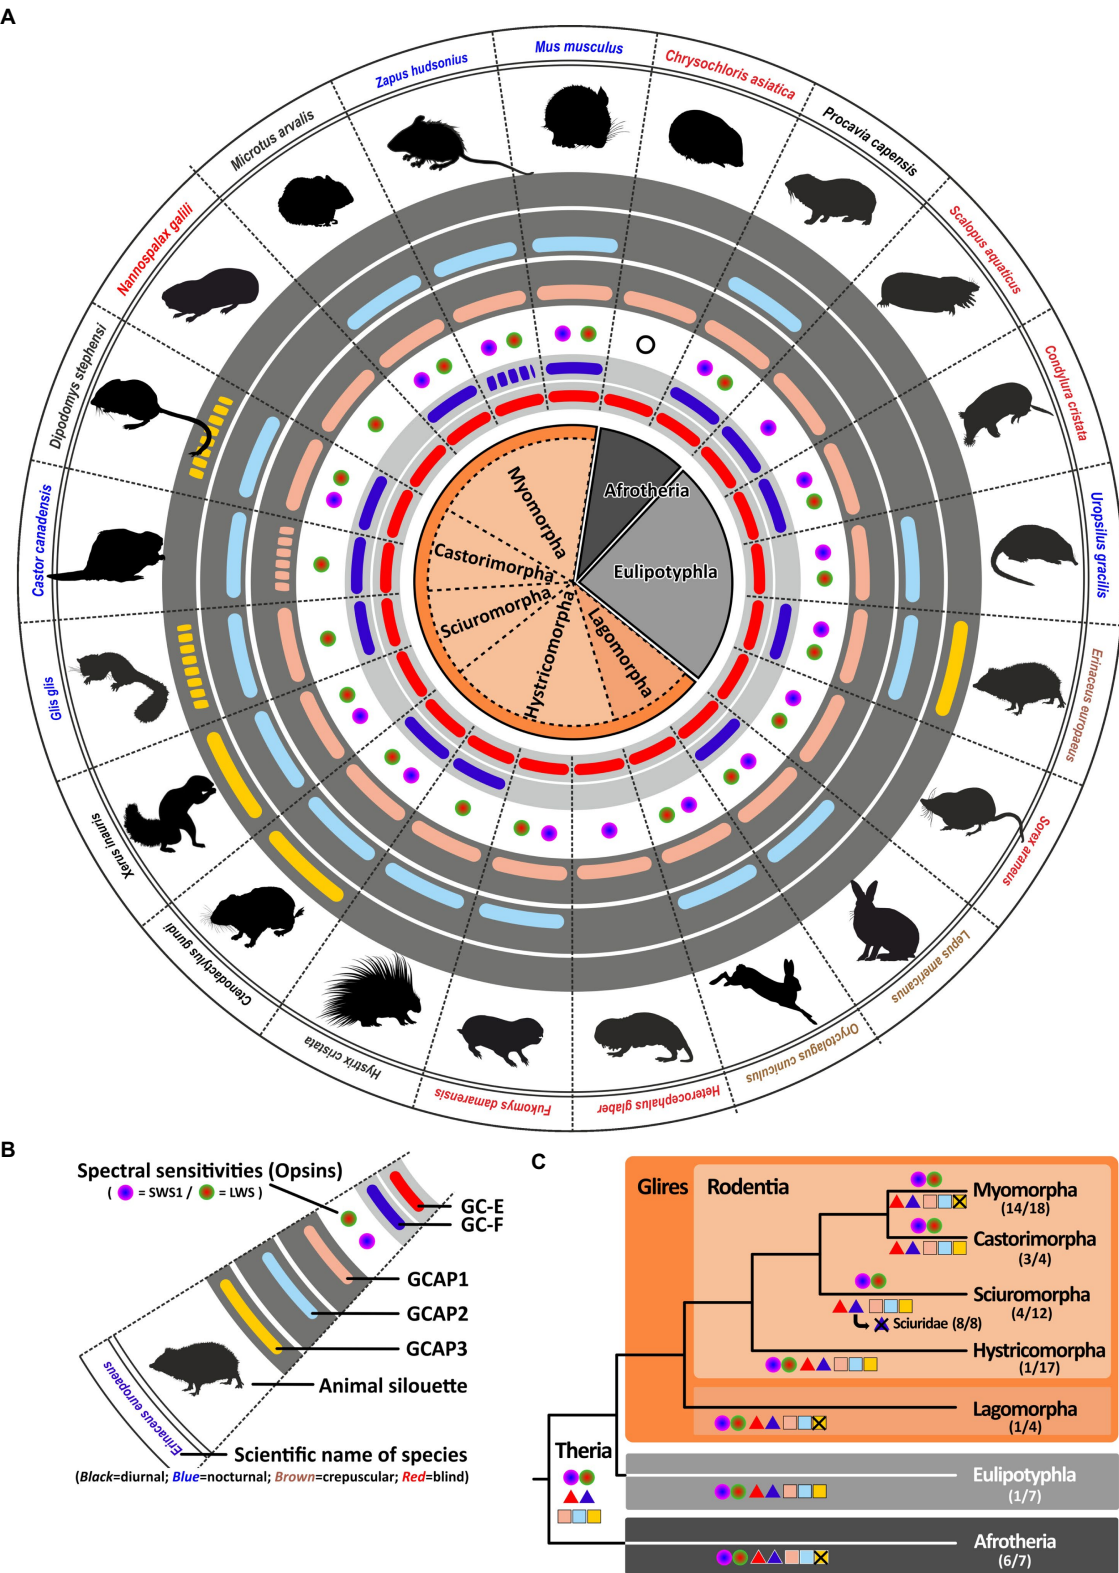 A
Mus musculus
Chrysochloris asiatica
Procavia capensis
Scalopus aquaticus
Condylura cristata
Uropsilus gracilis
Erinaceus europaeus
Sorex araneus
Lepus americanus
Oryctolagus cuniculus
Heterocephalus glaber
Fukomys damarensis
Hystrix cristata
Ctenodactylus gundi
Xerus inauris
Glis glis
Castor canadensis
Dipodomys stephensi
Nannospalax galili
Microtus arvalis
Zapus hudsonius
Afrotheria
Eulipotyphla
Lagomorpha
Hystricomorpha
Sciuromorpha
Castorimorpha
Myomorpha
B
Spectral sensitivities (Opsins)
( = SWS1 / = LWS )
GC-E
GC-F
GCAP1
GCAP2
GCAP3
Animal silouette
Erinaceus europaeus
Scientific name of species
(Black=diurnal; Blue=nocturnal; Brown=crepuscular; Red=blind)
C
Glires
Rodentia
Myomorpha
(14/18)
Castorimorpha
(3/4)
Sciuromorpha
(4/12)
Sciuridae (8/8)
Hystricomorpha
(1/17)
Lagomorpha
(1/4)
Theria
Eulipotyphla
(1/7)
Afrotheria
(6/7)